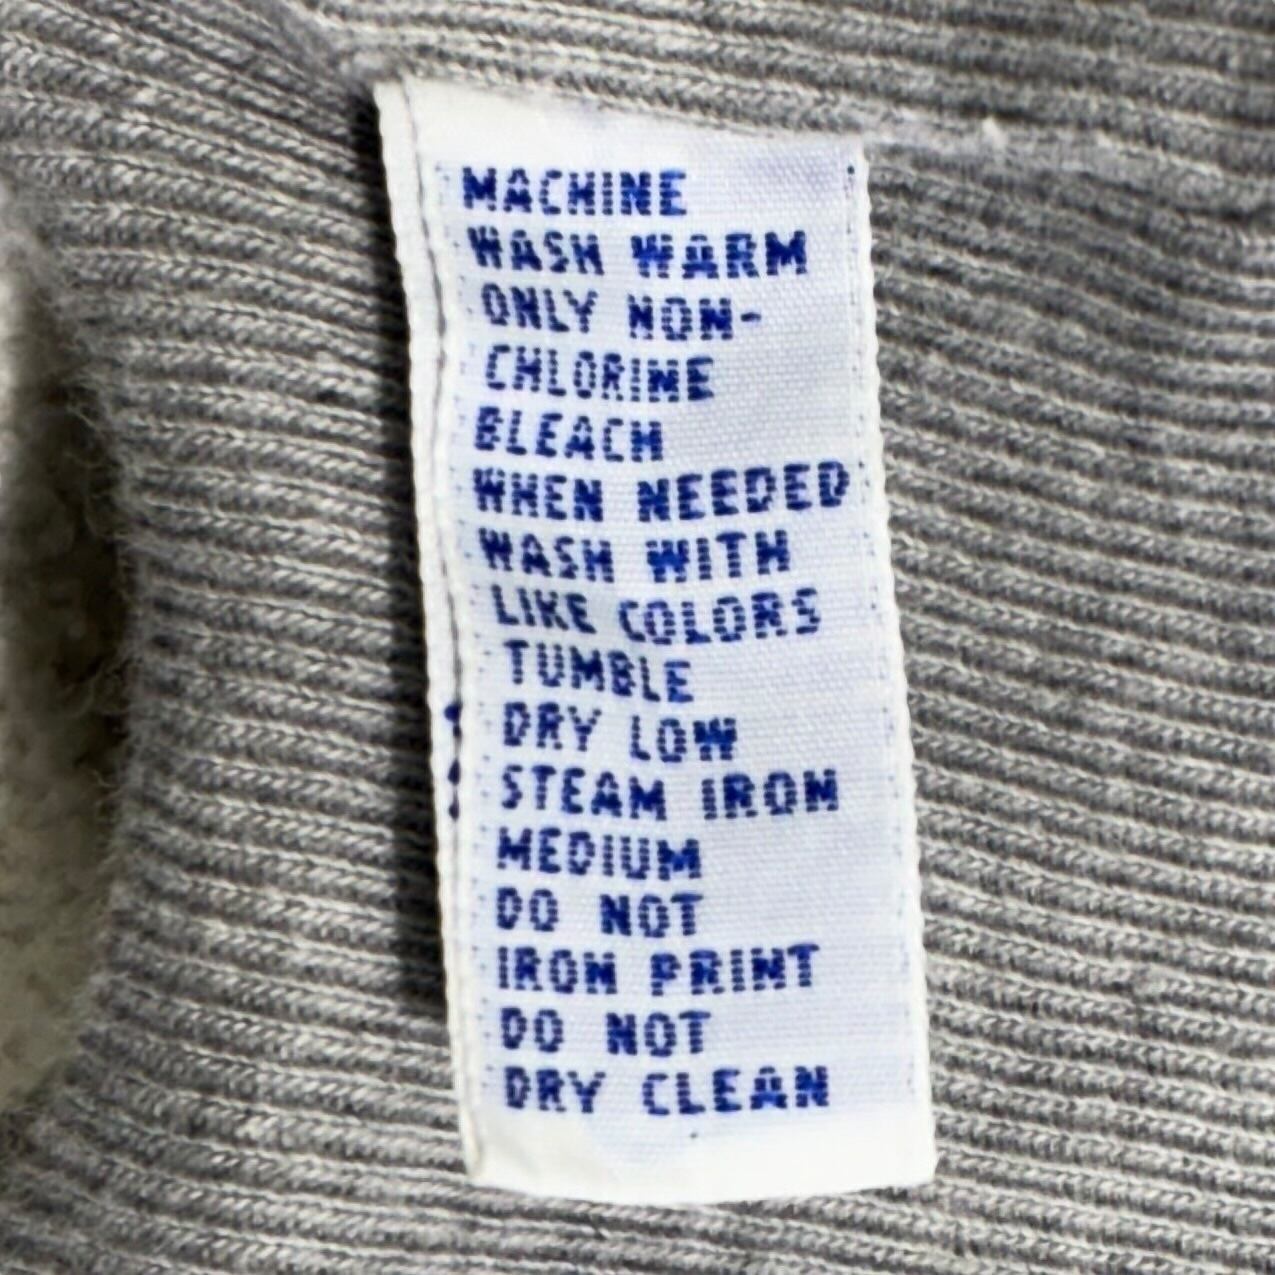 MACHINE
WASH WARM
ONLY NON-
CHLORINE
BLEACH
WHEN NEEDED
WASH WITH
LIKE COLORS
TUMBLE
DRY LOW
STEAM IRON
MEDIUM
DO NOT
IRON PRINT
DO NOT
DRY CLEAN